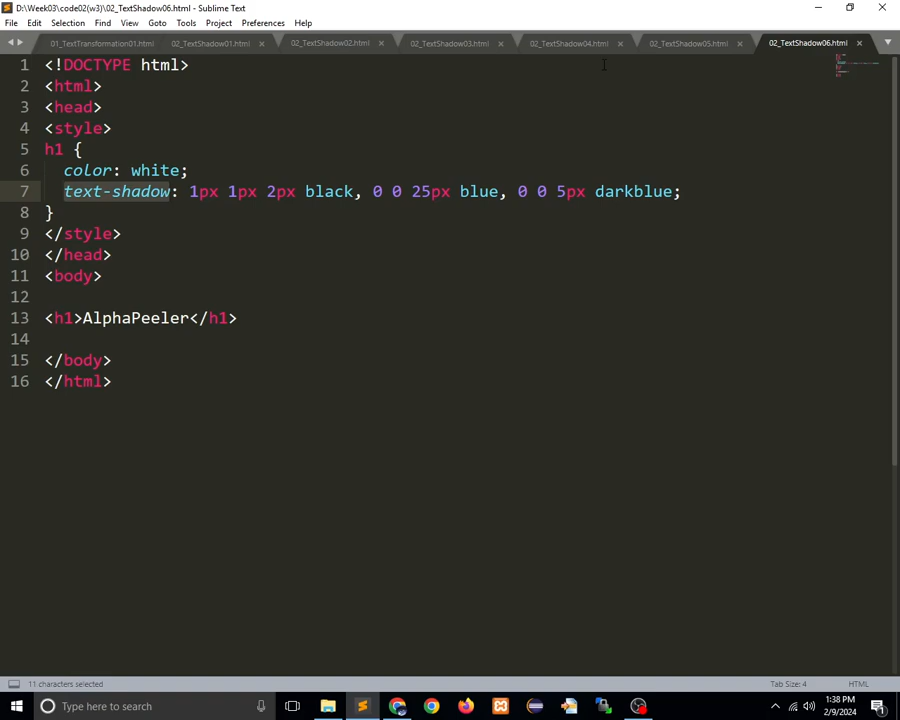 D:\Week03\code02(w3)\02_TextShadow06.html - Sublime Text
File Edit Selection Find View Goto Tools Project Preferences Help
01_TextTransformation01.html 02_TextShadow01.html 02_TextShadow02.html 02_TextShadow03.html 02_TextShadow04.html 02_TextShadow05.html 02_TextShadow06.html
1 <!DOCTYPE html>
2 <html>
3 <head>
4 <style>
5 h1 {
6 color: white;
7 text-shadow: 1px 1px 2px black, 0 0 25px blue, 0 0 5px darkblue;
8 }
9 </style>
10 </head>
11 <body>
12
13 <h1>AlphaPeeler</h1>
14
15 </body>
16 </html>
11 characters selected Tab Size: 4 HTML
Type here to search
1:38 PM
2/9/2024